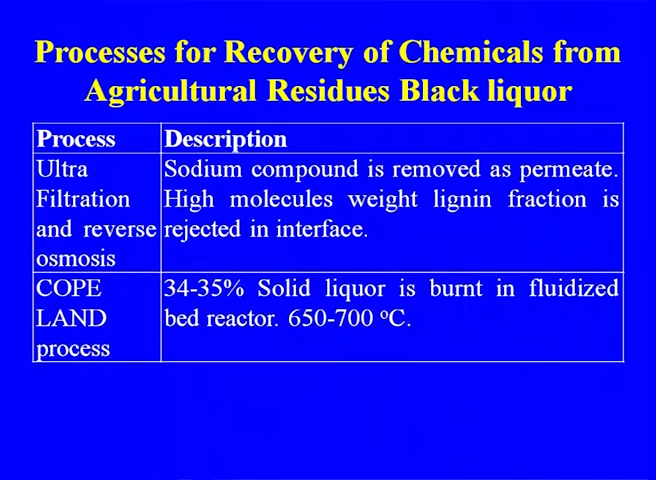 Processes for Recovery of Chemicals from
Agricultural Residues Black liquor
Process Description
Ultra Filtration and reverse osmosis
Sodium compound is removed as permeate.
High molecules weight lignin fraction is
rejected in interface.
COPE LAND process
34-35% Solid liquor is burnt in fluidized
bed reactor. 650-700 °C.